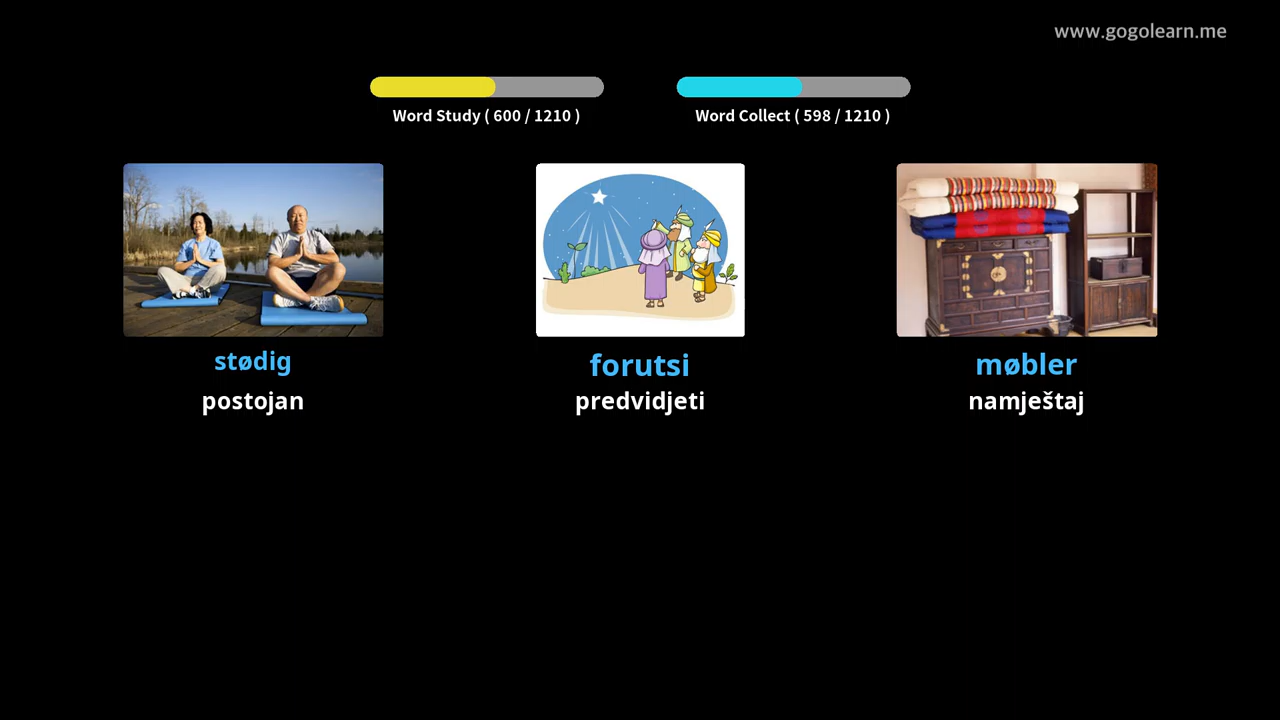 www.gogolearn.me
Word Study ( 600 / 1210 )
Word Collect ( 598 / 1210 )
stødig
forutsi
møbler
postojan
predvidjeti
namještaj